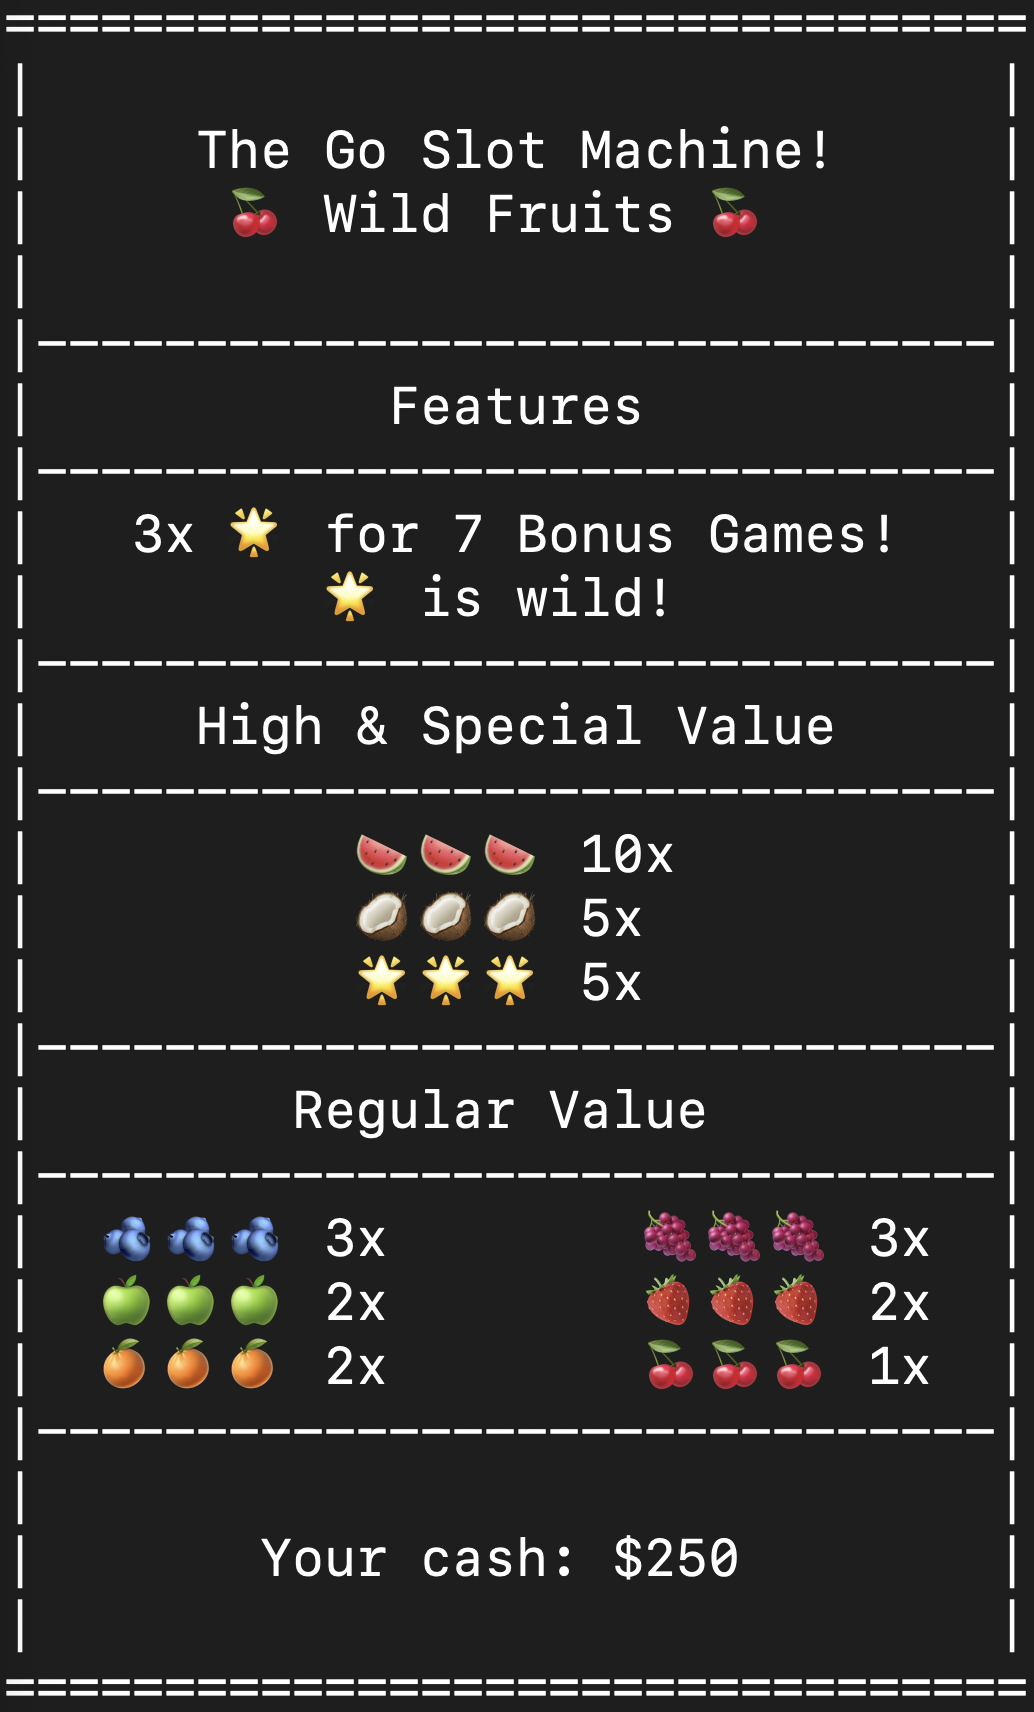 The Go Slot Machine!
🍒 Wild Fruits 🍒
Features
3x 🌟 for 7 Bonus Games!
🌟 is wild!
High & Special Value
🍉🍉🍉 10x
🥥🥥🥥 5x
🌟🌟🌟 5x
Regular Value
🫐🫐🫐 3x 🍇🍇🍇 3x
🍏🍏🍏 2x 🍓🍓🍓 2x
🍊🍊🍊 2x 🍒🍒🍒 1x
Your cash: $250